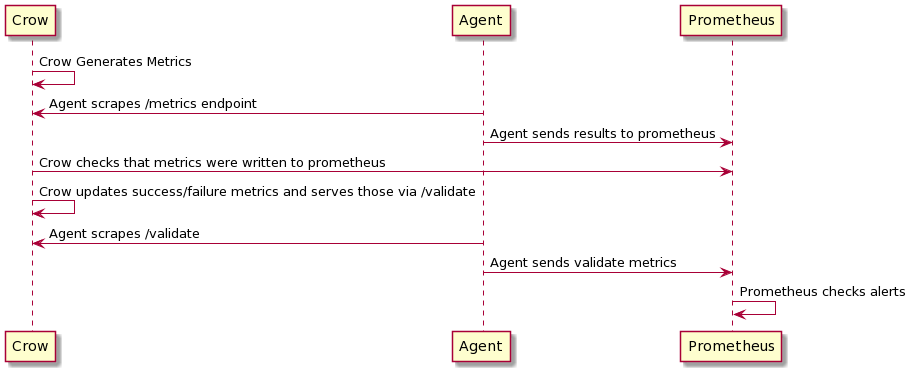 Crow
Agent
Prometheus
Crow Generates Metrics
Agent scrapes /metrics endpoint
Agent sends results to prometheus
Crow checks that metrics were written to prometheus
Crow updates success/failure metrics and serves those via /validate
Agent scrapes /validate
Agent sends validate metrics
Prometheus checks alerts
Crow
Agent
Prometheus